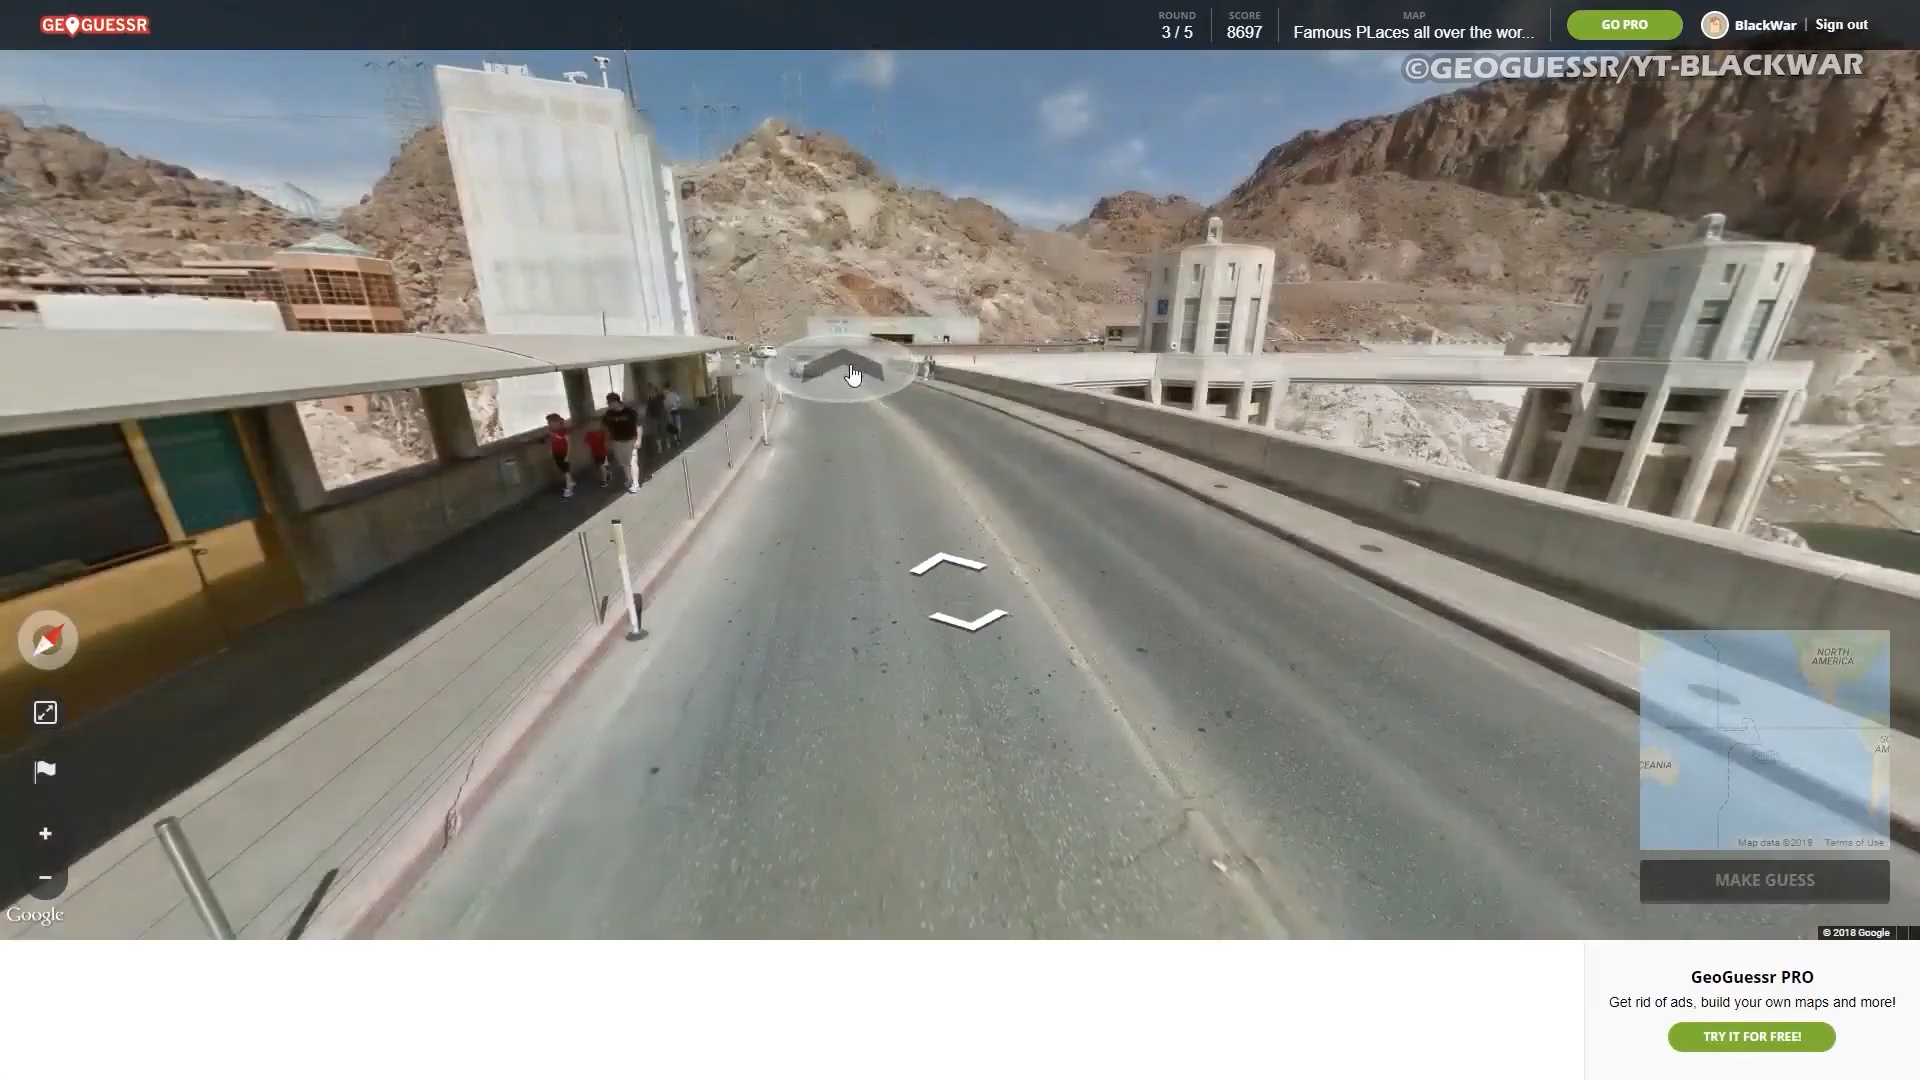 GEOGUESSR
ROUND
3 / 5
SCORE
8697
MAP
Famous PLaces all over the wor...
GO PRO
BlackWar
Sign out
©GEOGUESSR/YT-BLACKWAR
NORTH
AMERICA
SO
AM
CEANIA
Map data ©2018
Terms of Use
MAKE GUESS
Google
© 2018 Google
GeoGuessr PRO
Get rid of ads, build your own maps and more!
TRY IT FOR FREE!